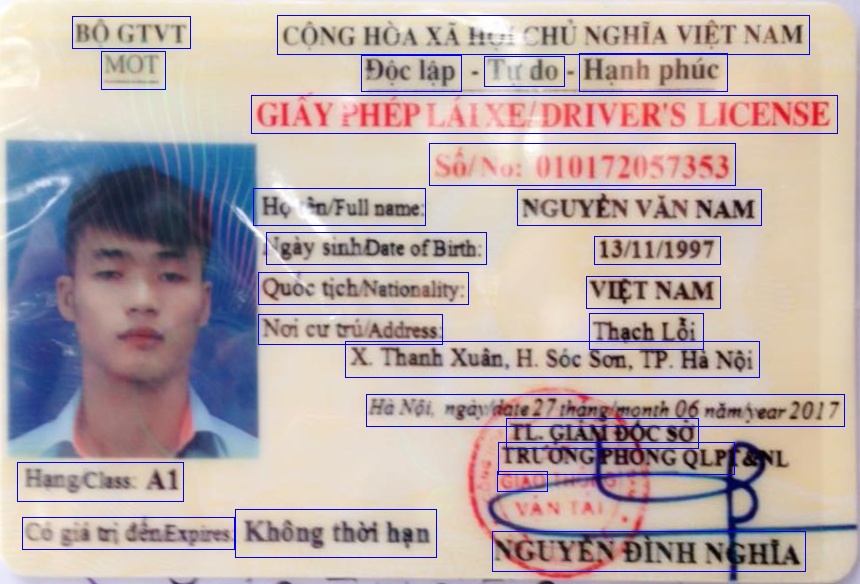 BỘ GTVT
MOT
CỘNG HÒA XÃ HỘI CHỦ NGHĨA VIỆT NAM
Độc lập - Tự do - Hạnh phúc
GIẤY PHÉP LÁI XE/DRIVER'S LICENSE
Số/No: 010172057353
Họ tên/Full name: NGUYỄN VĂN NAM
Ngày sinh/Date of Birth: 13/11/1997
Quốc tịch/Nationality: VIỆT NAM
Nơi cư trú/Address: Thạch Lỗi
X. Thanh Xuân, H. Sóc Sơn, TP. Hà Nội
Hà Nội, ngày/date 27 tháng/month 06 năm/year 2017
TL. GIÁM ĐỐC SỞ
TRƯỞNG PHÒNG QLPT&NL
GIAO THÔNG
VẬN TẢI
Hạng/Class: A1
Có giá trị đến/Expires: Không thời hạn
NGUYỄN ĐÌNH NGHĨA